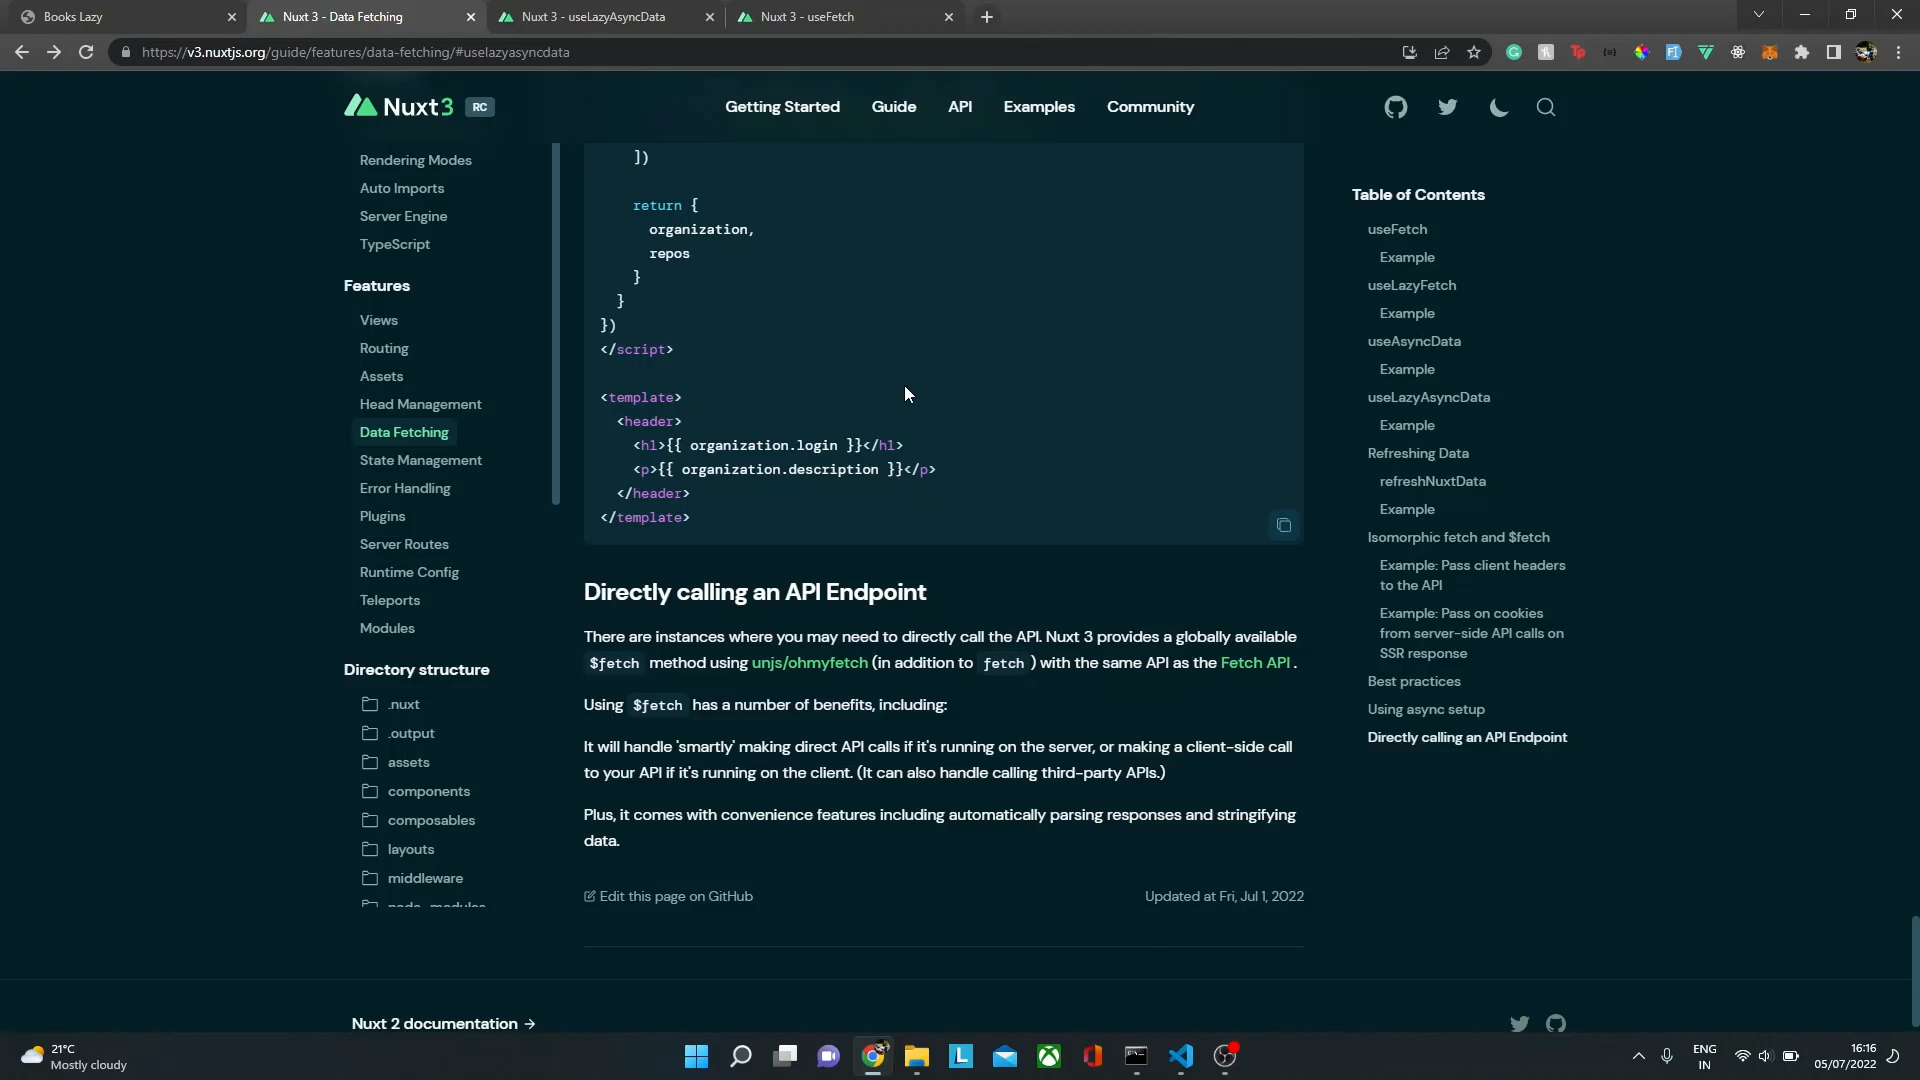 Books Lazy
Nuxt 3 - Data Fetching
Nuxt 3 - useLazyAsyncData
Nuxt 3 - useFetch
https://v3.nuxtjs.org/guide/features/data-fetching/#uselazyasyncdata
Nuxt3 RC
Getting Started
Guide
API
Examples
Community
Rendering Modes
Auto Imports
Server Engine
TypeScript
Features
Views
Routing
Assets
Head Management
Data Fetching
State Management
Error Handling
Plugins
Server Routes
Runtime Config
Teleports
Modules
Directory structure
.nuxt
.output
assets
components
composables
layouts
middleware
node_modules
])
return {
organization,
repos
}
}
})
</script>
<template>
<header>
<h1>{{ organization.login }}</h1>
<p>{{ organization.description }}</p>
</header>
</template>
Directly calling an API Endpoint
There are instances where you may need to directly call the API. Nuxt 3 provides a globally available
$fetch method using unjs/ohmyfetch (in addition to fetch ) with the same API as the Fetch API .
Using $fetch has a number of benefits, including:
It will handle 'smartly' making direct API calls if it's running on the server, or making a client-side call
to your API if it's running on the client. (It can also handle calling third-party APIs.)
Plus, it comes with convenience features including automatically parsing responses and stringifying
data.
Edit this page on GitHub
Updated at Fri, Jul 1, 2022
Table of Contents
useFetch
Example
useLazyFetch
Example
useAsyncData
Example
useLazyAsyncData
Example
Refreshing Data
refreshNuxtData
Example
Isomorphic fetch and $fetch
Example: Pass client headers
to the API
Example: Pass on cookies
from server-side API calls on
SSR response
Best practices
Using async setup
Directly calling an API Endpoint
Nuxt 2 documentation →
21°C
Mostly cloudy
ENG
IN
16:16
05/07/2022